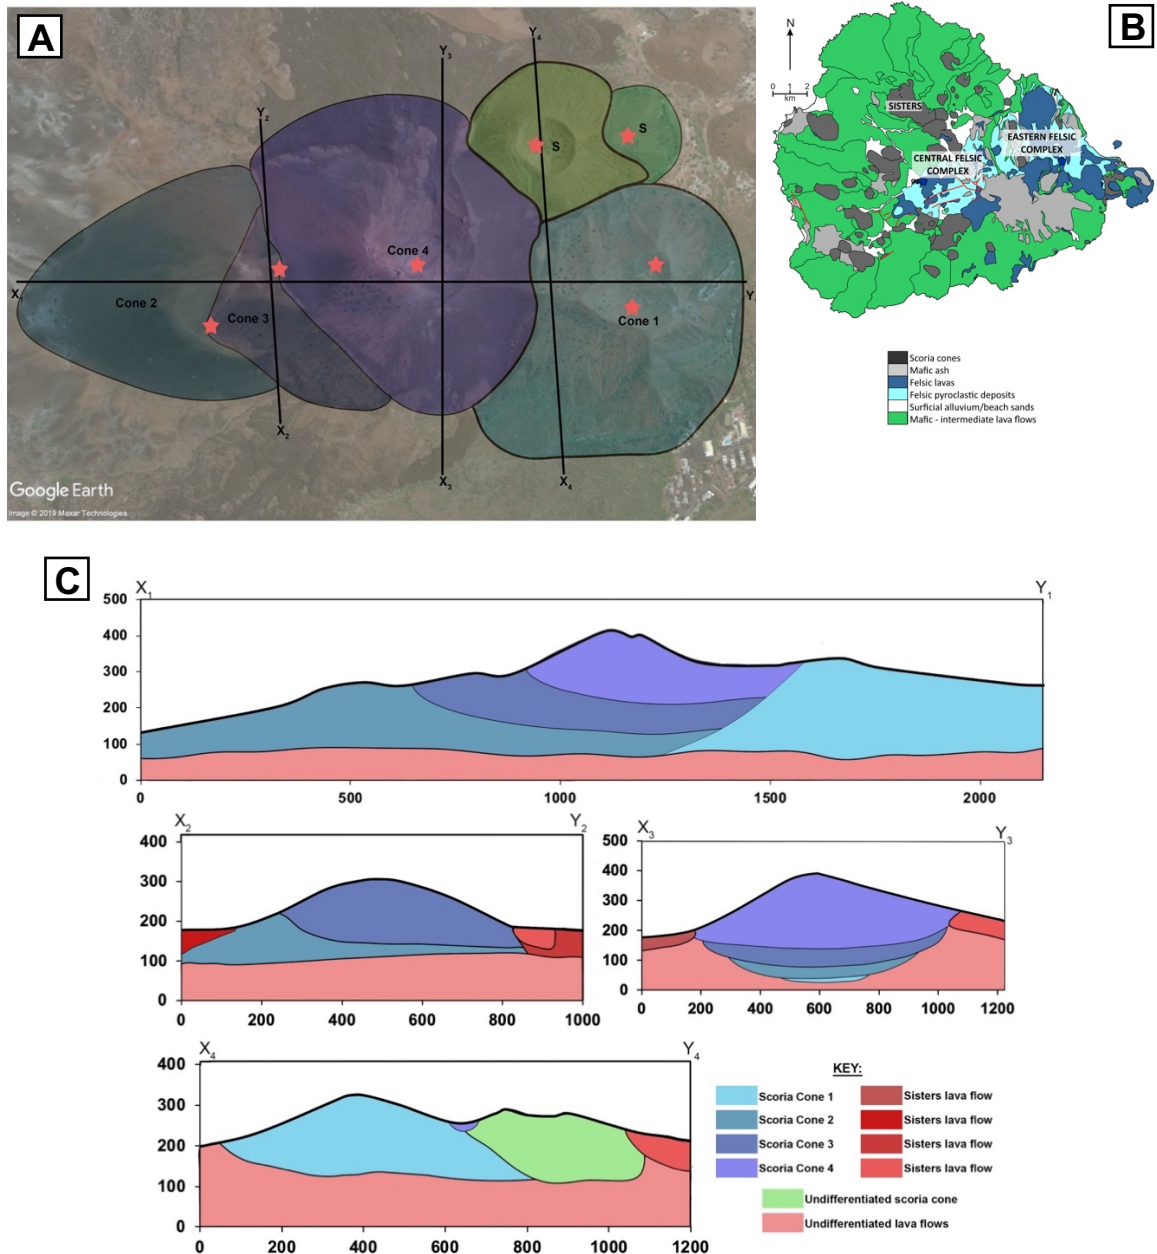 A
Y₃
Y₄
Y₂
S
S
Cone 4
X₁
Cone 2
Cone 3
Cone 1
Y
X₂
X₃
X₄
Google Earth
Image © 2019 Maxar Technologies
B
N
0 1 2
km
SISTERS
EASTERN FELSIC
COMPLEX
CENTRAL FELSIC
COMPLEX
Scoria cones
Mafic ash
Felsic lavas
Felsic pyroclastic deposits
Surficial alluvium/beach sands
Mafic - intermediate lava flows
C
X₁ Y₁
500
400
300
200
100
0
0 500 1000 1500 2000
X₂ Y₂
400
300
200
100
0
0 200 400 600 800 1000
X₃ Y₃
500
400
300
200
100
0
0 200 400 600 800 1000 1200
X₄ Y₄
400
300
200
100
0
0 200 400 600 800 1000 1200
KEY:
Scoria Cone 1 Sisters lava flow
Scoria Cone 2 Sisters lava flow
Scoria Cone 3 Sisters lava flow
Scoria Cone 4 Sisters lava flow
Undifferentiated scoria cone
Undifferentiated lava flows